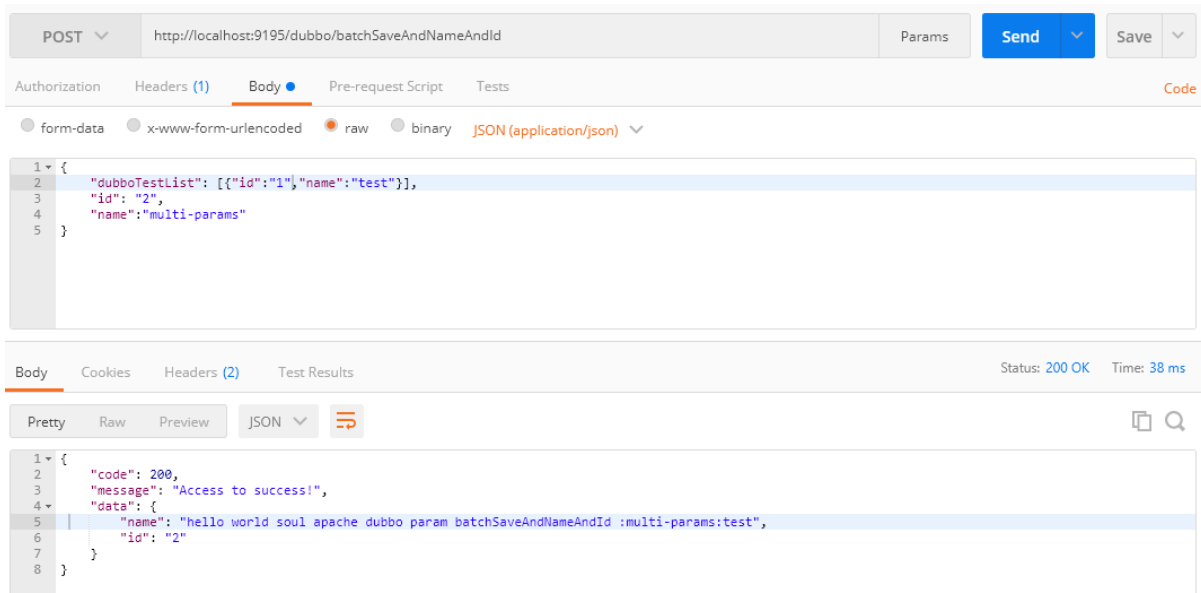 POST http://localhost:9195/dubbo/batchSaveAndNameAndId Params Send Save
Authorization Headers (1) Body Pre-request Script Tests Code
form-data x-www-form-urlencoded raw binary JSON (application/json)
1 {
2 "dubboTestList": [{"id":"1","name":"test"}],
3 "id": "2",
4 "name":"multi-params"
5 }
Body Cookies Headers (2) Test Results Status: 200 OK Time: 38 ms
Pretty Raw Preview JSON
1 {
2 "code": 200,
3 "message": "Access to success!",
4 "data": {
5 "name": "hello world soul apache dubbo param batchSaveAndNameAndId :multi-params:test",
6 "id": "2"
7 }
8 }